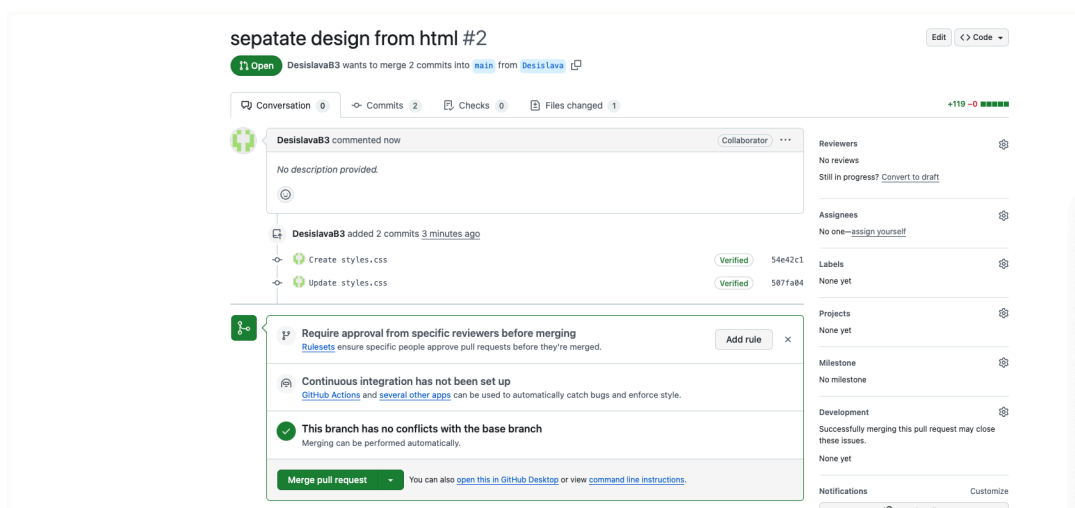 sepatate design from html #2
Edit
<> Code
Open
DesislavaB3 wants to merge 2 commits into main from Desislava
Conversation 0
Commits 2
Checks 0
Files changed 1
+119 −0
DesislavaB3 commented now
Collaborator
No description provided.
DesislavaB3 added 2 commits 3 minutes ago
Create styles.css
Verified
54e42c1
Update styles.css
Verified
507fa04
Require approval from specific reviewers before merging
Rulesets ensure specific people approve pull requests before they're merged.
Add rule
Continuous integration has not been set up
GitHub Actions and several other apps can be used to automatically catch bugs and enforce style.
This branch has no conflicts with the base branch
Merging can be performed automatically.
Merge pull request
You can also open this in GitHub Desktop or view command line instructions.
Reviewers
No reviews
Still in progress? Convert to draft
Assignees
No one—assign yourself
Labels
None yet
Projects
None yet
Milestone
No milestone
Development
Successfully merging this pull request may close
these issues.
None yet
Notifications
Customize